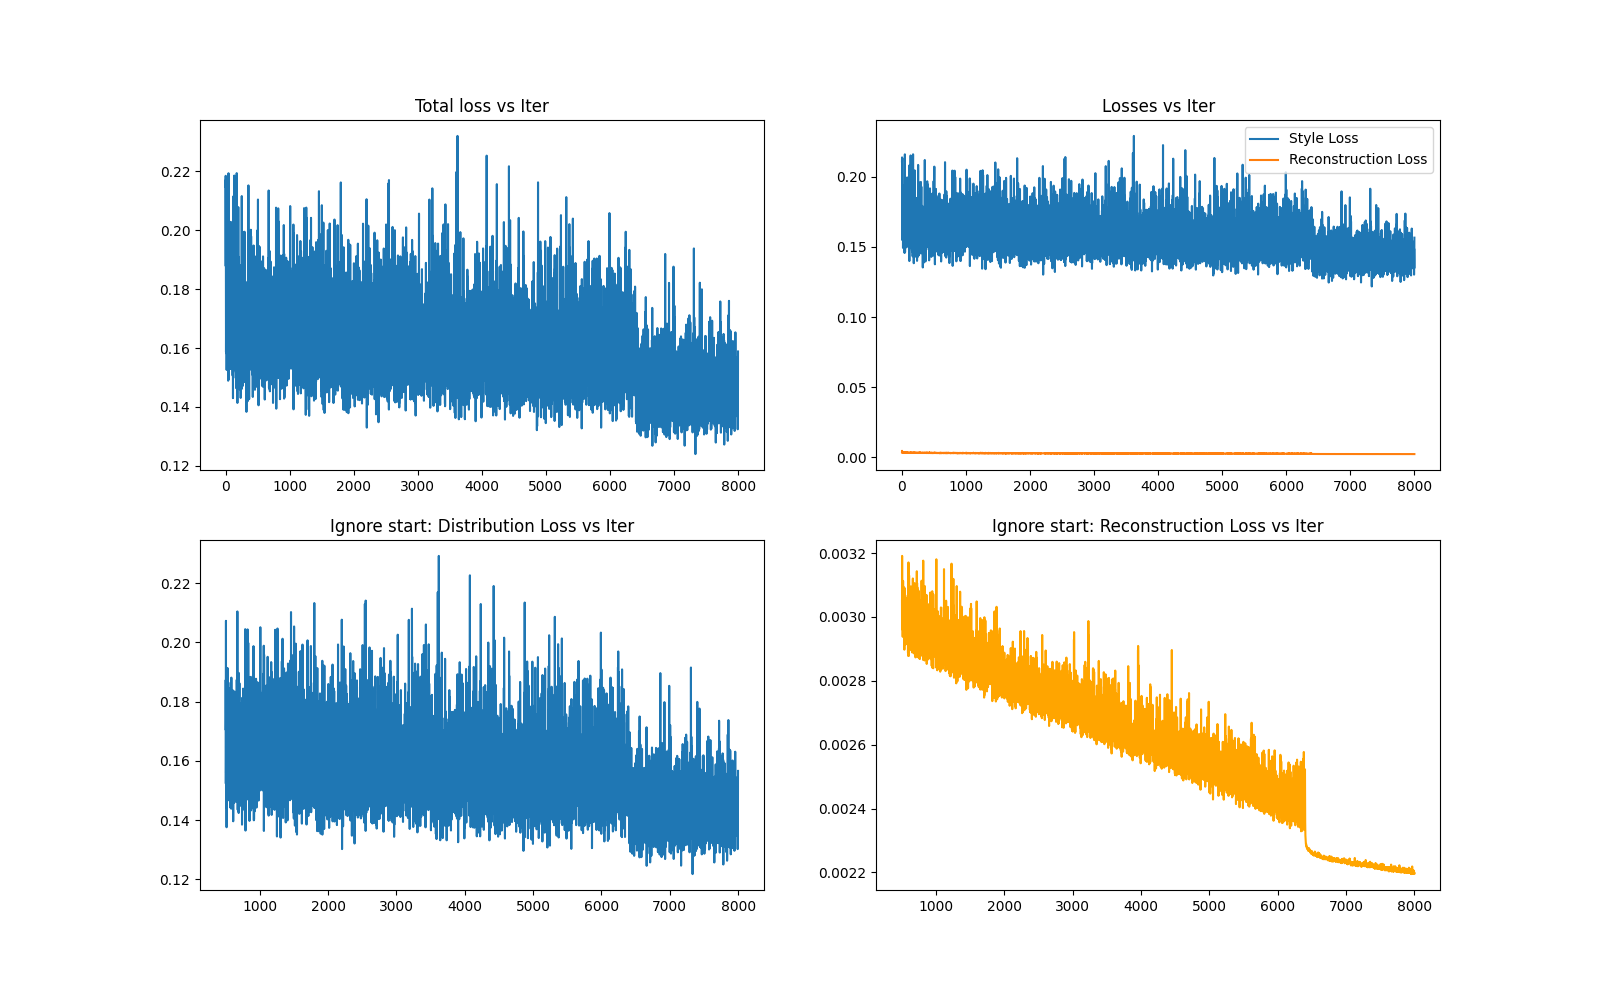 Total loss vs Iter
0.22
0.20
0.18
0.16
0.14
0.12
0 1000 2000 3000 4000 5000 6000 7000 8000
Losses vs Iter
Style Loss
Reconstruction Loss
0.20
0.15
0.10
0.05
0.00
0 1000 2000 3000 4000 5000 6000 7000 8000
Ignore start: Distribution Loss vs Iter
0.22
0.20
0.18
0.16
0.14
0.12
1000 2000 3000 4000 5000 6000 7000 8000
Ignore start: Reconstruction Loss vs Iter
0.0032
0.0030
0.0028
0.0026
0.0024
0.0022
1000 2000 3000 4000 5000 6000 7000 8000